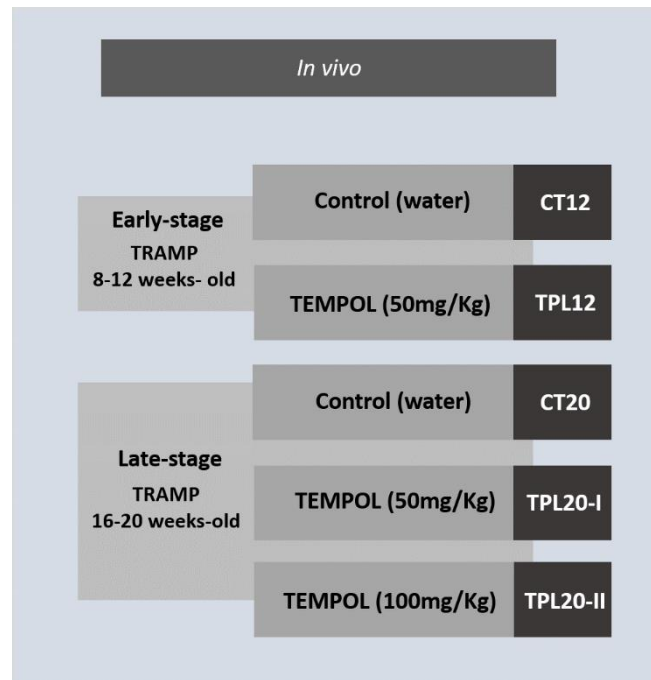 In vivo
Control (water) CT12
Early-stage
TRAMP
8-12 weeks- old
TEMPOL (50mg/Kg) TPL12
Control (water) CT20
Late-stage
TRAMP
16-20 weeks-old
TEMPOL (50mg/Kg) TPL20-I
TEMPOL (100mg/Kg) TPL20-II